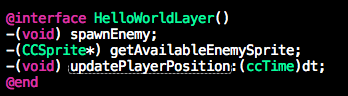 @interface HelloWorldLayer()
-(void) spawnEnemy;
-(CCSprite*) getAvailableEnemySprite;
-(void) updatePlayerPosition:(ccTime)dt;
@end